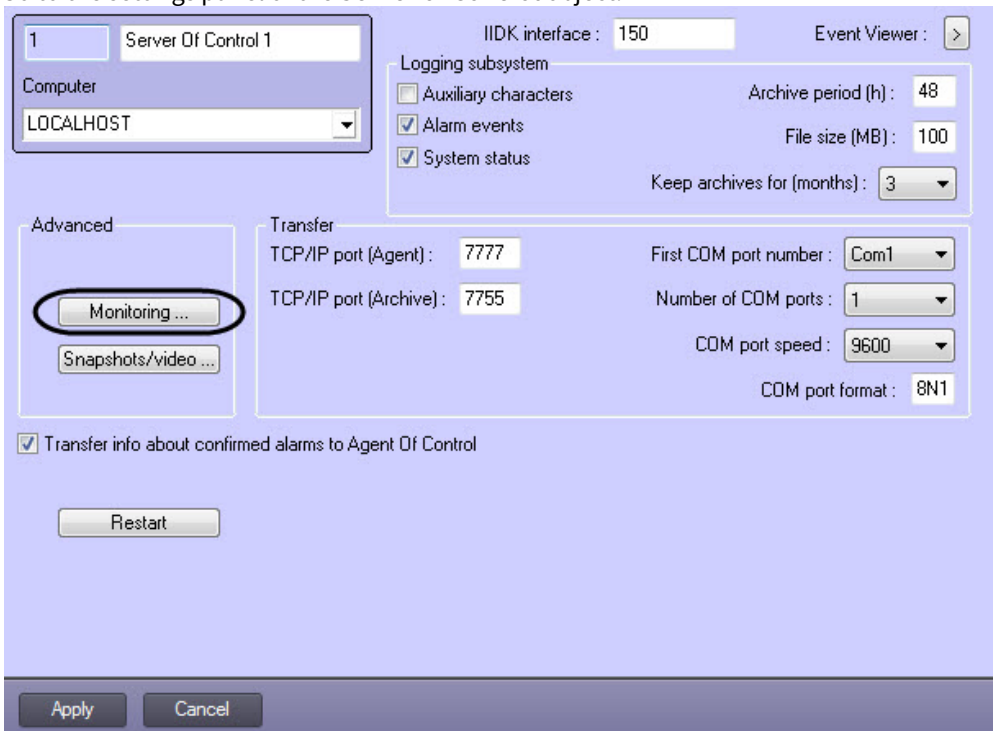 1 Server Of Control 1
Computer
LOCALHOST
IIDK interface : 150 Event Viewer : >
Logging subsystem
Auxiliary characters
Alarm events
System status
Archive period (h) : 48
File size (MB) : 100
Keep archives for (months) : 3
Advanced
Monitoring ...
Snapshots/video ...
Transfer
TCP/IP port (Agent) : 7777
TCP/IP port (Archive) : 7755
First COM port number : Com1
Number of COM ports : 1
COM port speed : 9600
COM port format : 8N1
Transfer info about confirmed alarms to Agent Of Control
Restart
Apply Cancel